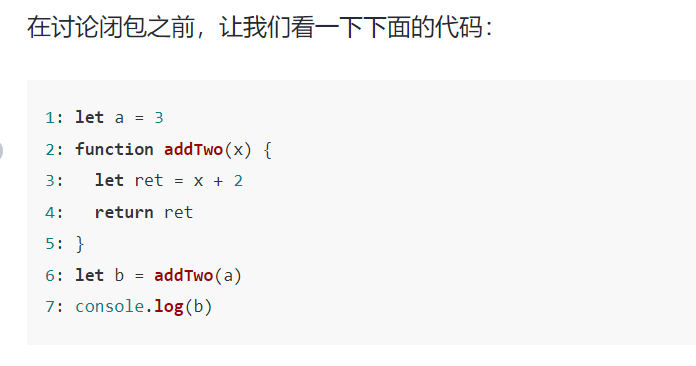 在讨论闭包之前，让我们看一下下面的代码：
1: let a = 3
2: function addTwo(x) {
3:   let ret = x + 2
4:   return ret
5: }
6: let b = addTwo(a)
7: console.log(b)